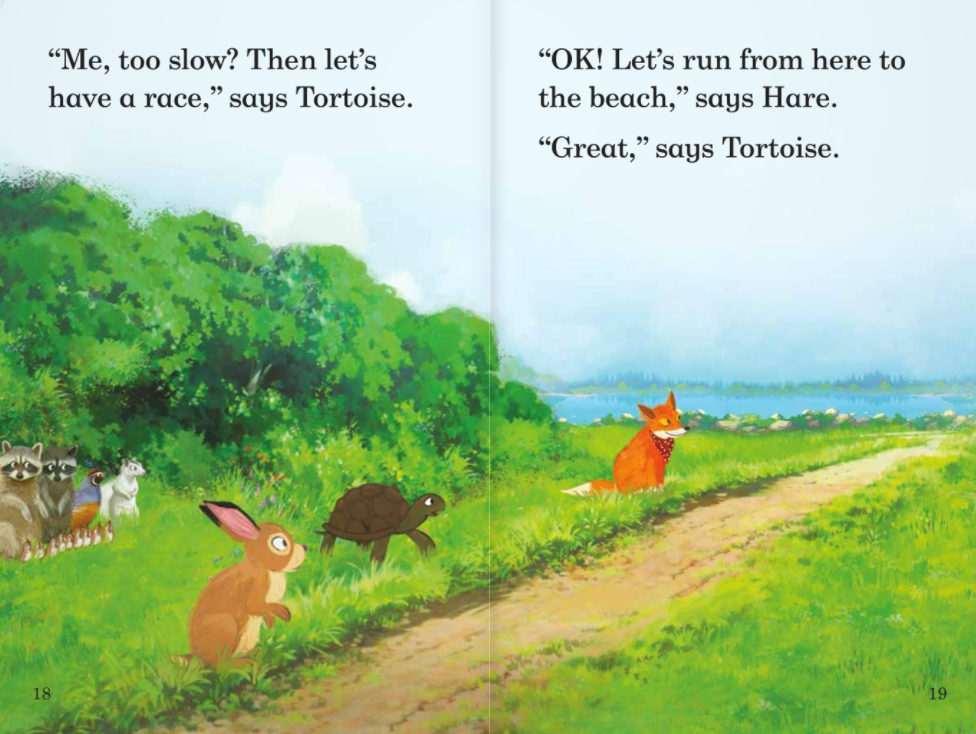 “Me, too slow? Then let’s
have a race,” says Tortoise.
18
“OK! Let’s run from here to
the beach,” says Hare.
“Great,” says Tortoise.
19